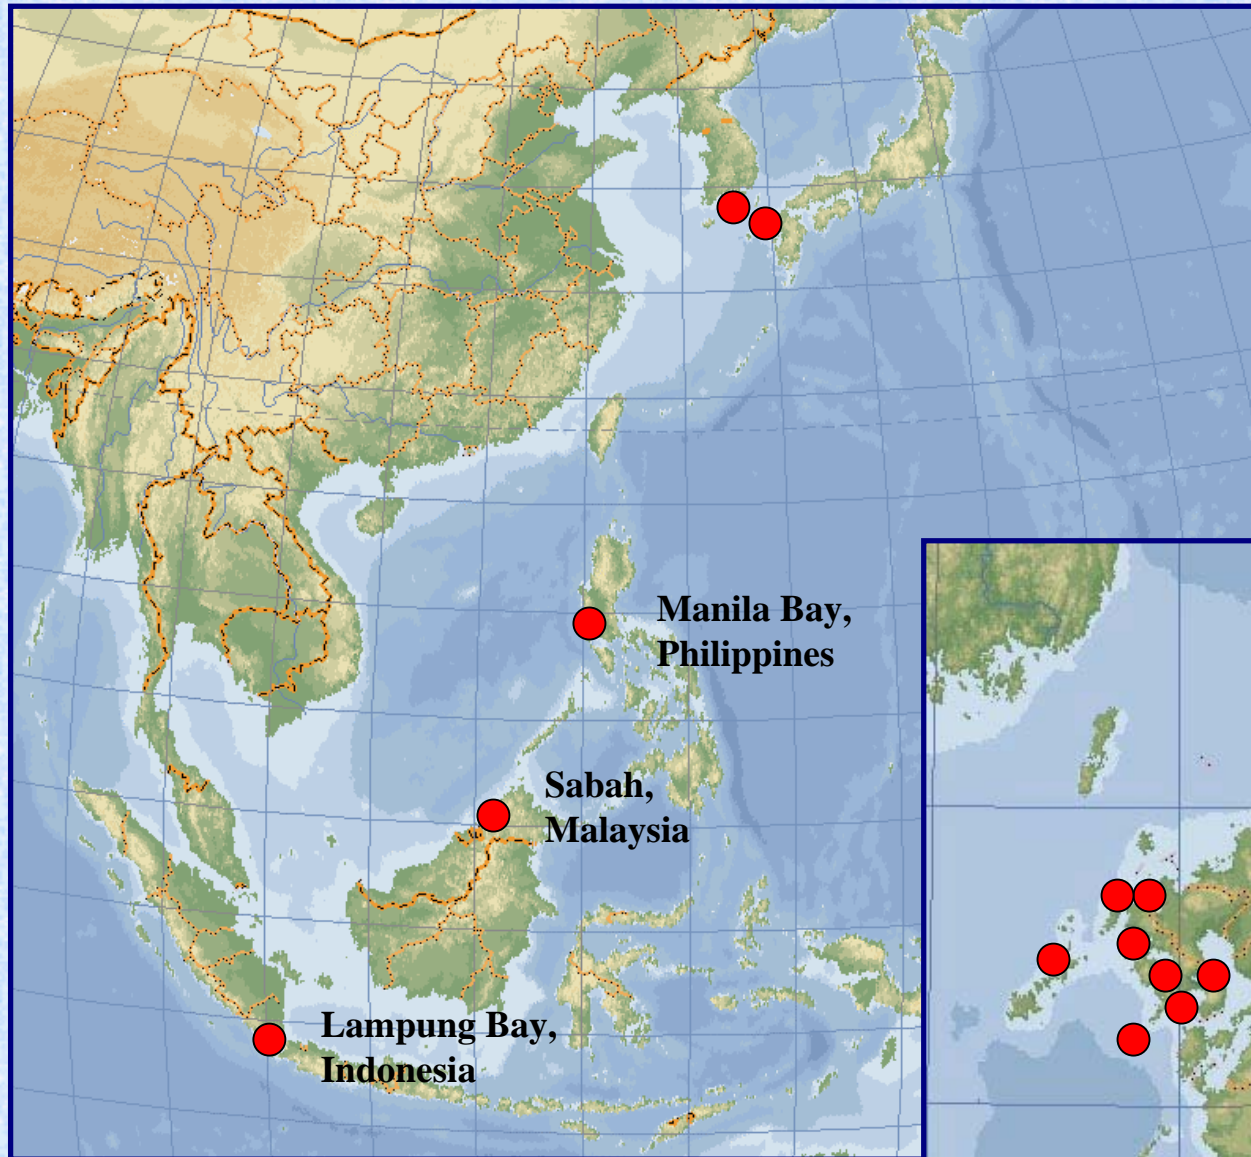 Manila Bay,
Philippines
Sabah,
Malaysia
Lampung Bay,
Indonesia